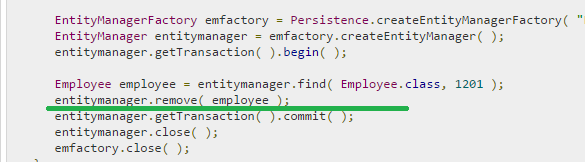 EntityManagerFactory emfactory = Persistence.createEntityManagerFactory( "
EntityManager entitymanager = emfactory.createEntityManager( );
entitymanager.getTransaction( ).begin( );
Employee employee = entitymanager.find( Employee.class, 1201 );
entitymanager.remove( employee );
entitymanager.getTransaction( ).commit( );
entitymanager.close( );
emfactory.close( );
}